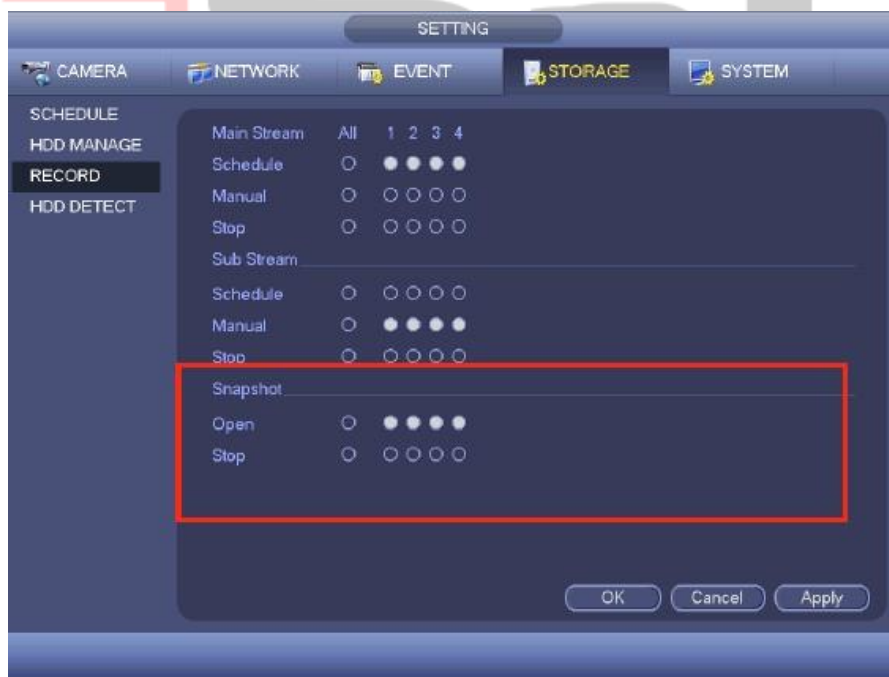 SETTING
CAMERA NETWORK EVENT STORAGE SYSTEM
SCHEDULE
HDD MANAGE
RECORD
HDD DETECT
Main Stream All 1 2 3 4
Schedule
Manual
Stop
Sub Stream
Schedule
Manual
Stop
Snapshot
Open
Stop
OK Cancel Apply